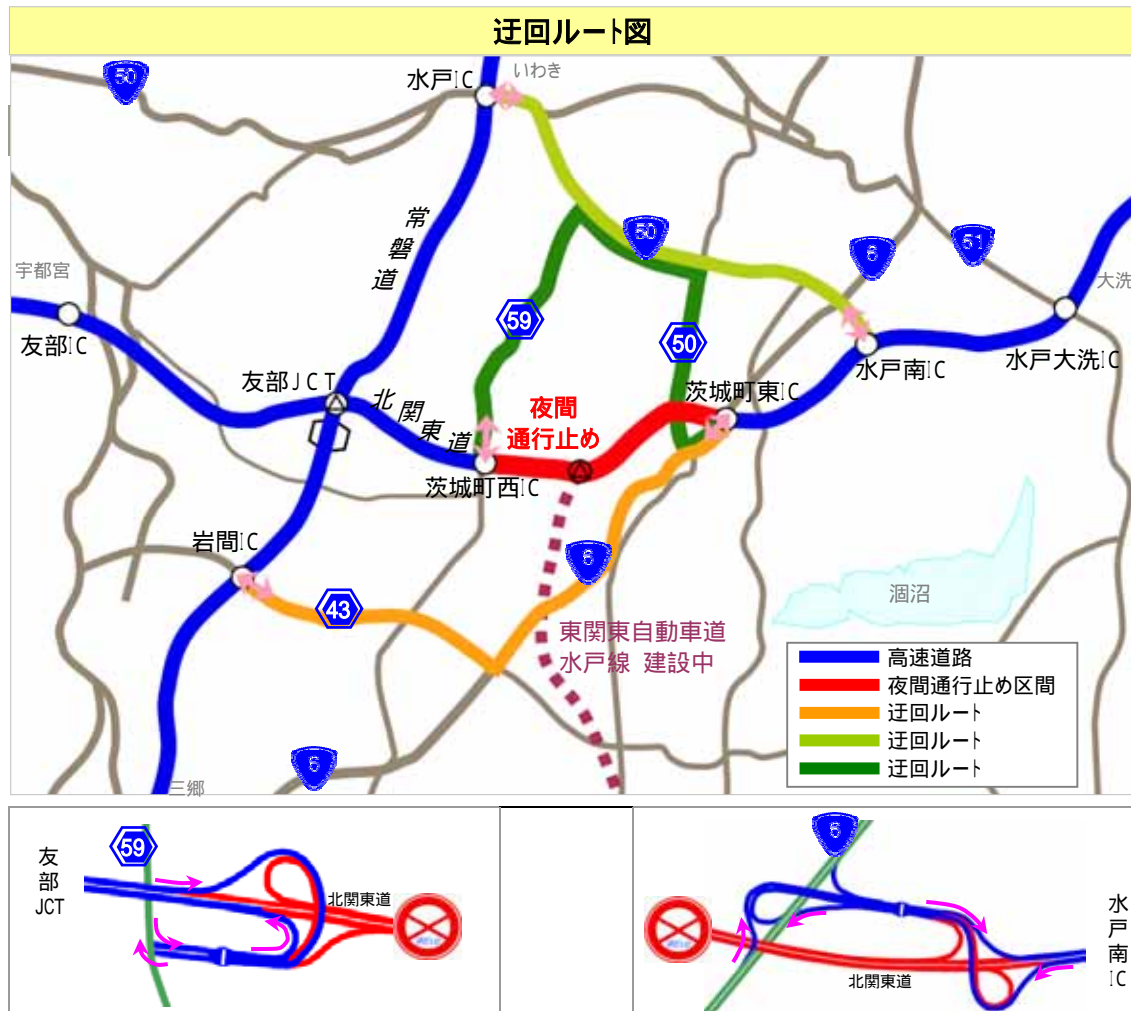 迂回ルート図
50
水戸IC
いわき
常磐道
50
6
51
宇都宮
大洗
友部IC
59
50
友部JCT
水戸南IC
水戸大洗IC
北関東道
夜間
通行止め
茨城町東IC
茨城町西IC
岩間IC
6
43
涸沼
東関東自動車道
水戸線 建設中
高速道路
夜間通行止め区間
迂回ルート
迂回ルート
迂回ルート
6
三郷
友部JCT
59
北関東道
6
北関東道
水戸南IC